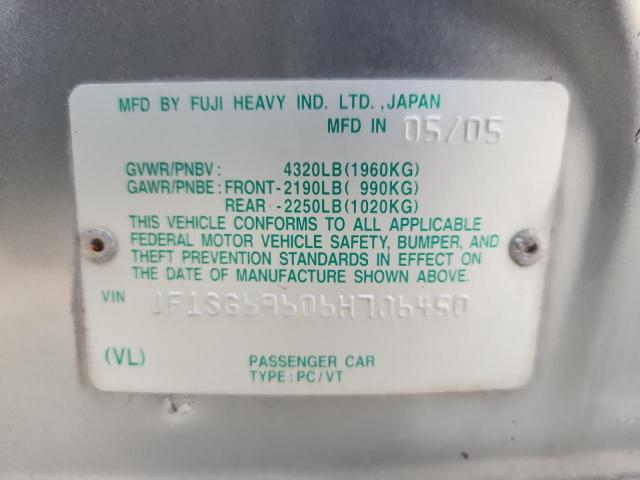 MFD BY FUJI HEAVY IND. LTD., JAPAN
MFD IN 05/05
GVWR/PNBV: 4320LB(1960KG)
GAWR/PNBE: FRONT-2190LB( 990KG)
REAR -2250LB(1020KG)
THIS VEHICLE CONFORMS TO ALL APPLICABLE
FEDERAL MOTOR VEHICLE SAFETY, BUMPER, AND
THEFT PREVENTION STANDARDS IN EFFECT ON
THE DATE OF MANUFACTURE SHOWN ABOVE.
VIN JF1SG69606H706450
(VL) PASSENGER CAR
TYPE: PC/VT